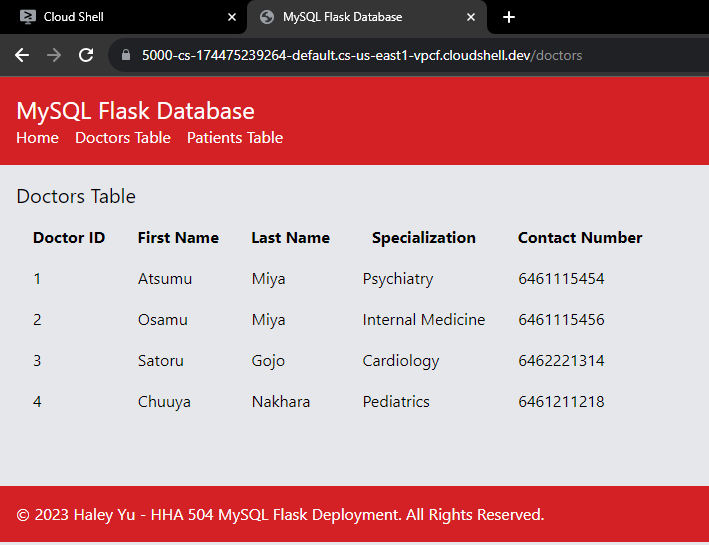 Cloud Shell
MySQL Flask Database
5000-cs-174475239264-default.cs-us-east1-vpcf.cloudshell.dev/doctors
MySQL Flask Database
Home Doctors Table Patients Table
Doctors Table
Doctor ID First Name Last Name Specialization Contact Number
1 Atsumu Miya Psychiatry 6461115454
2 Osamu Miya Internal Medicine 6461115456
3 Satoru Gojo Cardiology 6462221314
4 Chuuya Nakhara Pediatrics 6461211218
© 2023 Haley Yu - HHA 504 MySQL Flask Deployment. All Rights Reserved.